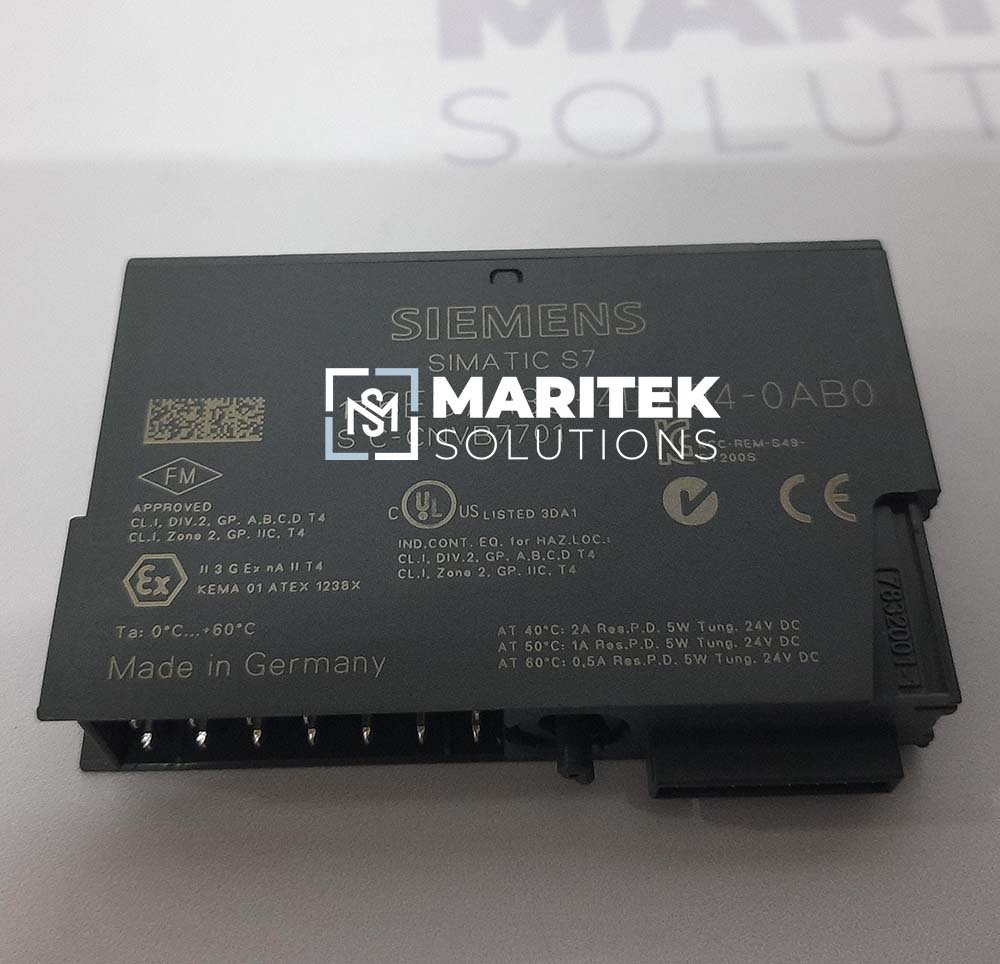 MARITEK
SOLUT
SIEMENS
SIMATIC S7
MARITEK
4-0AB0
SOLUTIONS
C-REM-S49-
ET200S
FM
APPROVED
CL.I, DIV.2, GP. A,B,C,D T4
CL.I, Zone 2, GP. IIC, T4
C UL US LISTED 3DA1
IND.CONT. EQ. for HAZ.LOC.:
CL.I, DIV.2, GP. A,B,C,D T4
CL.I, Zone 2, GP. IIC, T4
CE
Ex
II 3 G Ex nA II T4
KEMA 01 ATEX 1238X
Ta: 0°C...+60°C
Made in Germany
AT 40°C: 2A Res.P.D. 5W Tung. 24V DC
AT 50°C: 1A Res.P.D. 5W Tung. 24V DC
AT 60°C: 0,5A Res.P.D. 5W Tung. 24V DC